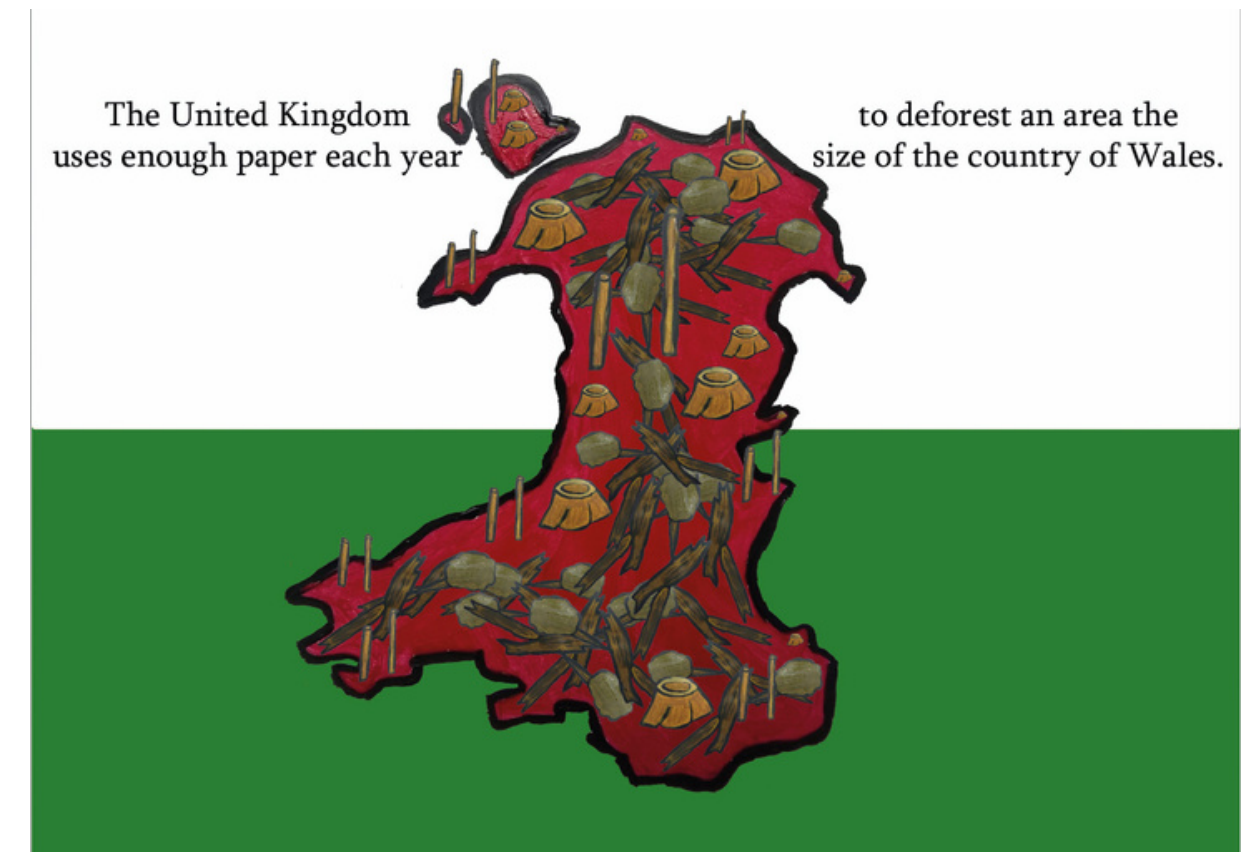 The United Kingdom
uses enough paper each year
to deforest an area the
size of the country of Wales.